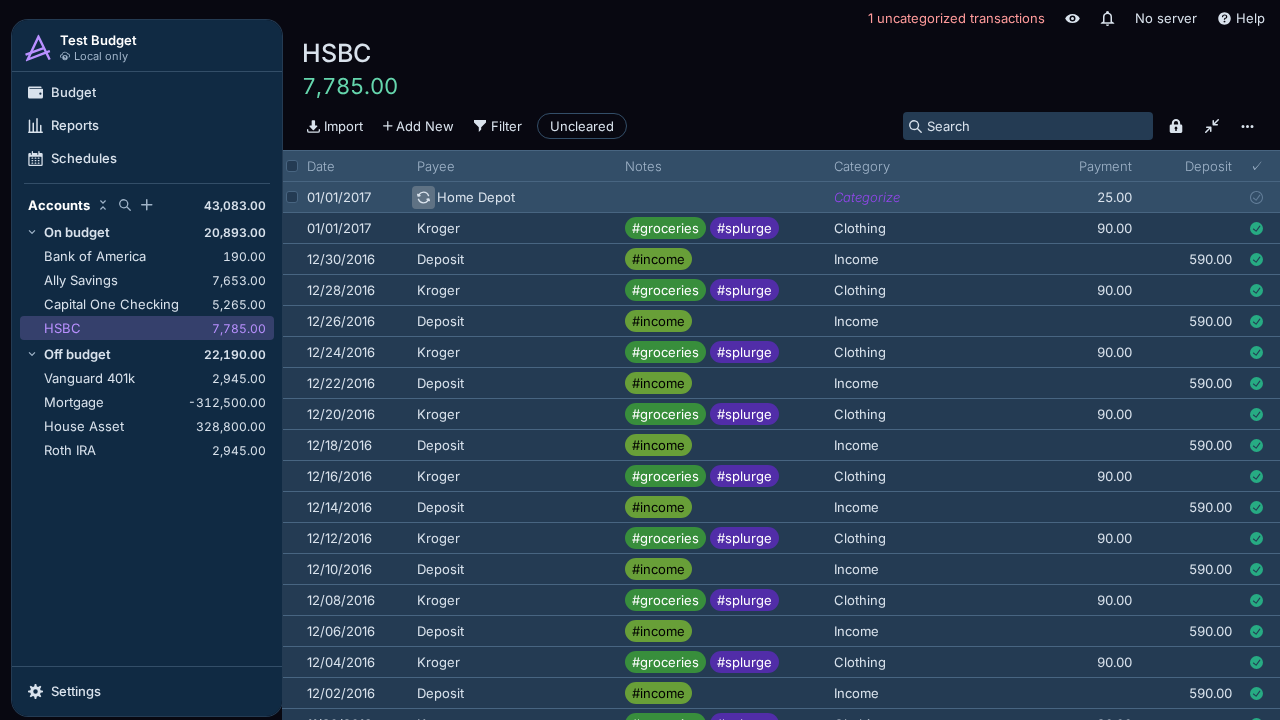 1 uncategorized transactions No server Help
Test Budget
Local only
Budget
Reports
Schedules
Accounts 43,083.00
On budget 20,893.00
Bank of America 190.00
Ally Savings 7,653.00
Capital One Checking 5,265.00
HSBC 7,785.00
Off budget 22,190.00
Vanguard 401k 2,945.00
Mortgage -312,500.00
House Asset 328,800.00
Roth IRA 2,945.00
Settings
HSBC
7,785.00
Import Add New Filter Uncleared Search
Date Payee Notes Category Payment Deposit ✓
01/01/2017 Home Depot Categorize 25.00
01/01/2017 Kroger #groceries #splurge Clothing 90.00
12/30/2016 Deposit #income Income 590.00
12/28/2016 Kroger #groceries #splurge Clothing 90.00
12/26/2016 Deposit #income Income 590.00
12/24/2016 Kroger #groceries #splurge Clothing 90.00
12/22/2016 Deposit #income Income 590.00
12/20/2016 Kroger #groceries #splurge Clothing 90.00
12/18/2016 Deposit #income Income 590.00
12/16/2016 Kroger #groceries #splurge Clothing 90.00
12/14/2016 Deposit #income Income 590.00
12/12/2016 Kroger #groceries #splurge Clothing 90.00
12/10/2016 Deposit #income Income 590.00
12/08/2016 Kroger #groceries #splurge Clothing 90.00
12/06/2016 Deposit #income Income 590.00
12/04/2016 Kroger #groceries #splurge Clothing 90.00
12/02/2016 Deposit #income Income 590.00